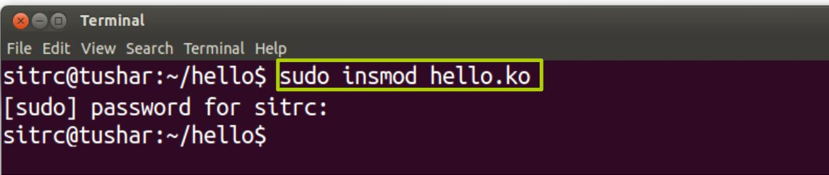 Terminal
File Edit View Search Terminal Help
sitrc@tushar:~/hello$ sudo insmod hello.ko
[sudo] password for sitrc:
sitrc@tushar:~/hello$